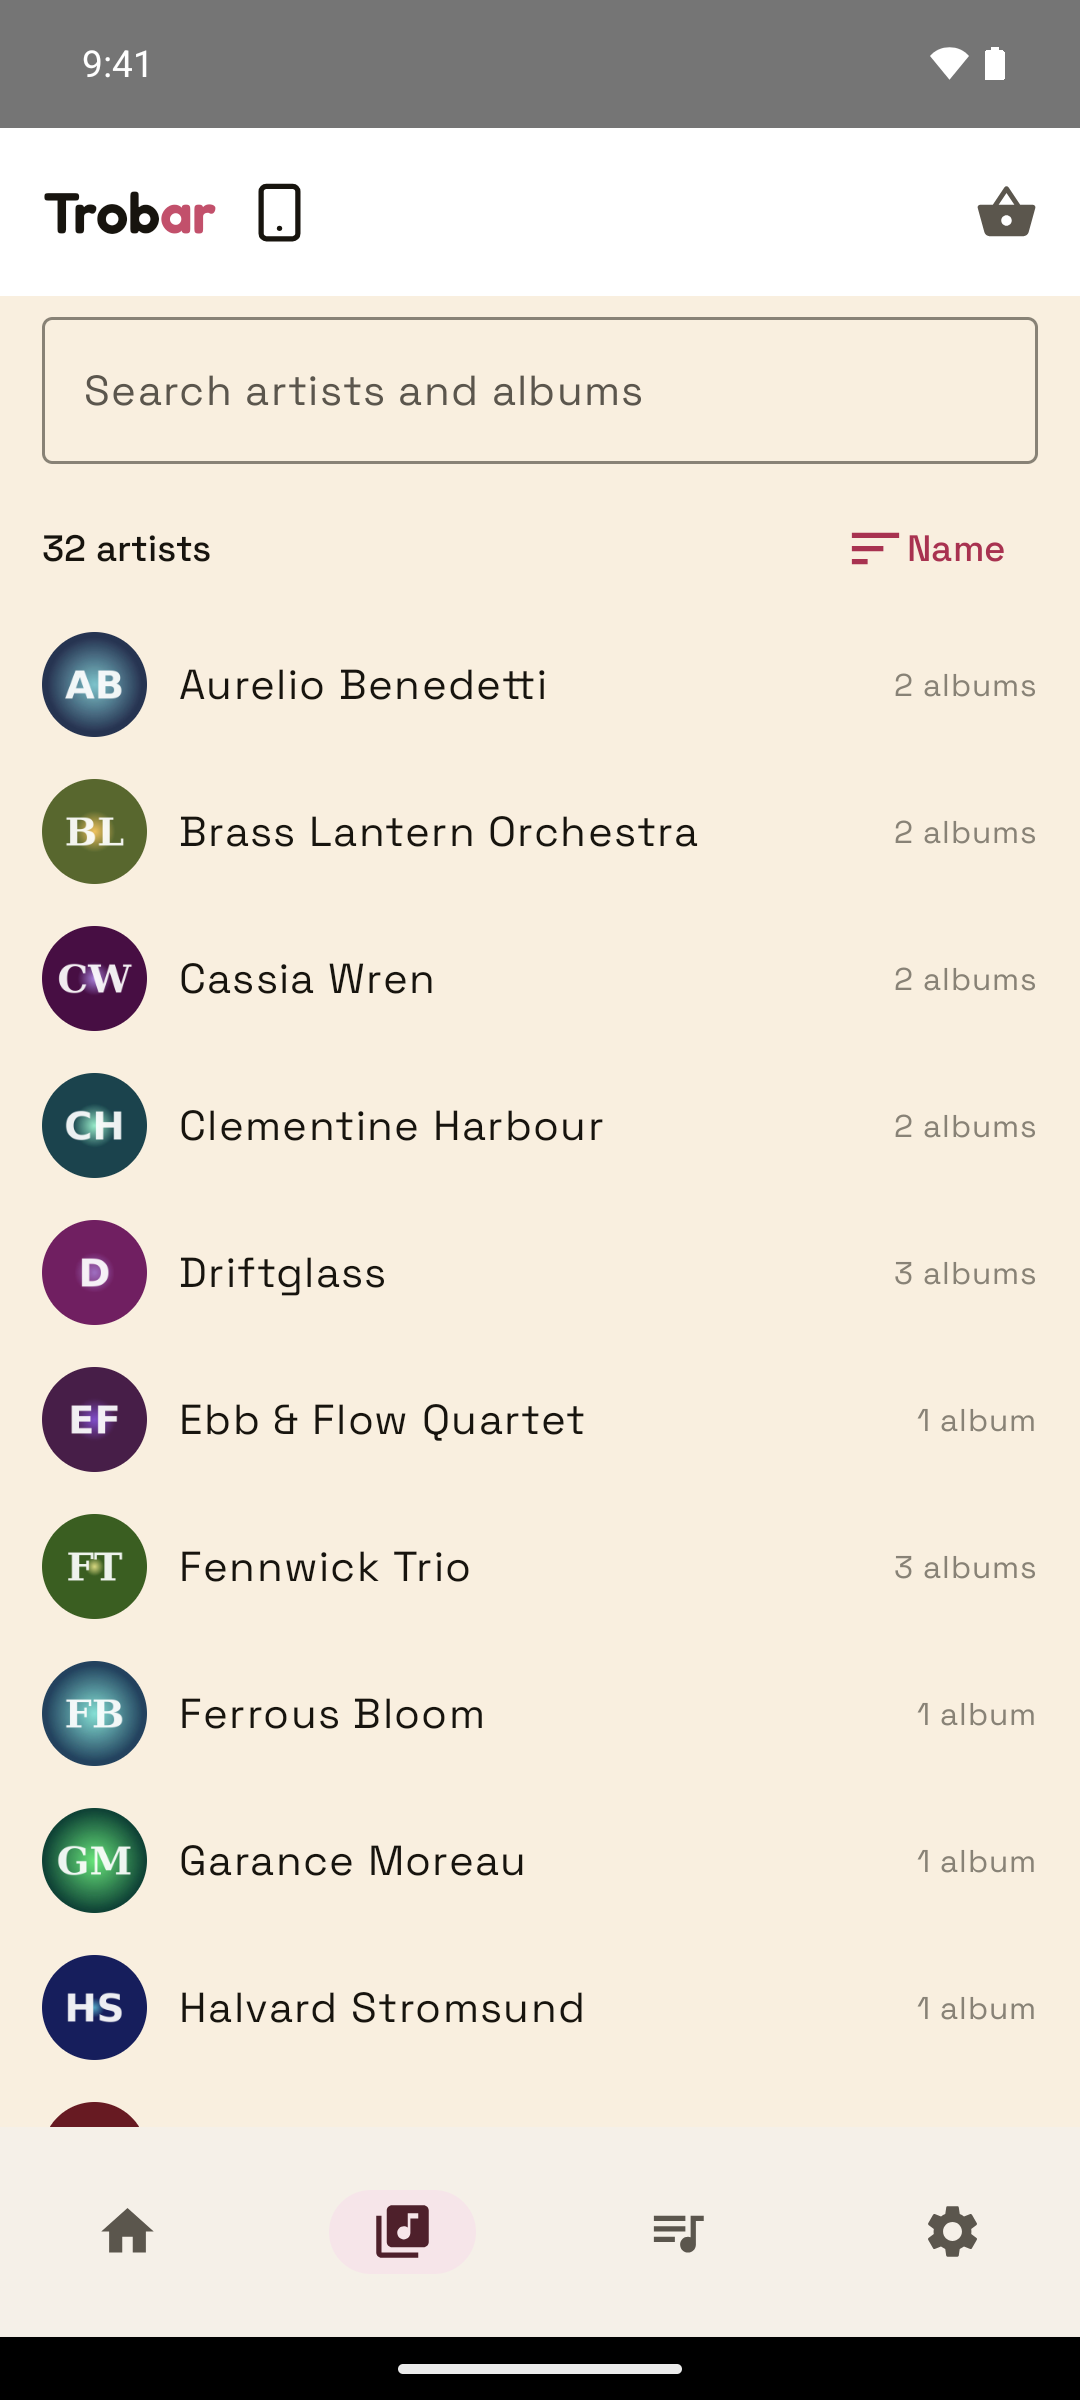 9:41
Trobar
Search artists and albums
32 artists
Name
AB Aurelio Benedetti 2 albums
BL Brass Lantern Orchestra 2 albums
CW Cassia Wren 2 albums
CH Clementine Harbour 2 albums
D Driftglass 3 albums
EF Ebb & Flow Quartet 1 album
FT Fennwick Trio 3 albums
FB Ferrous Bloom 1 album
GM Garance Moreau 1 album
HS Halvard Stromsund 1 album